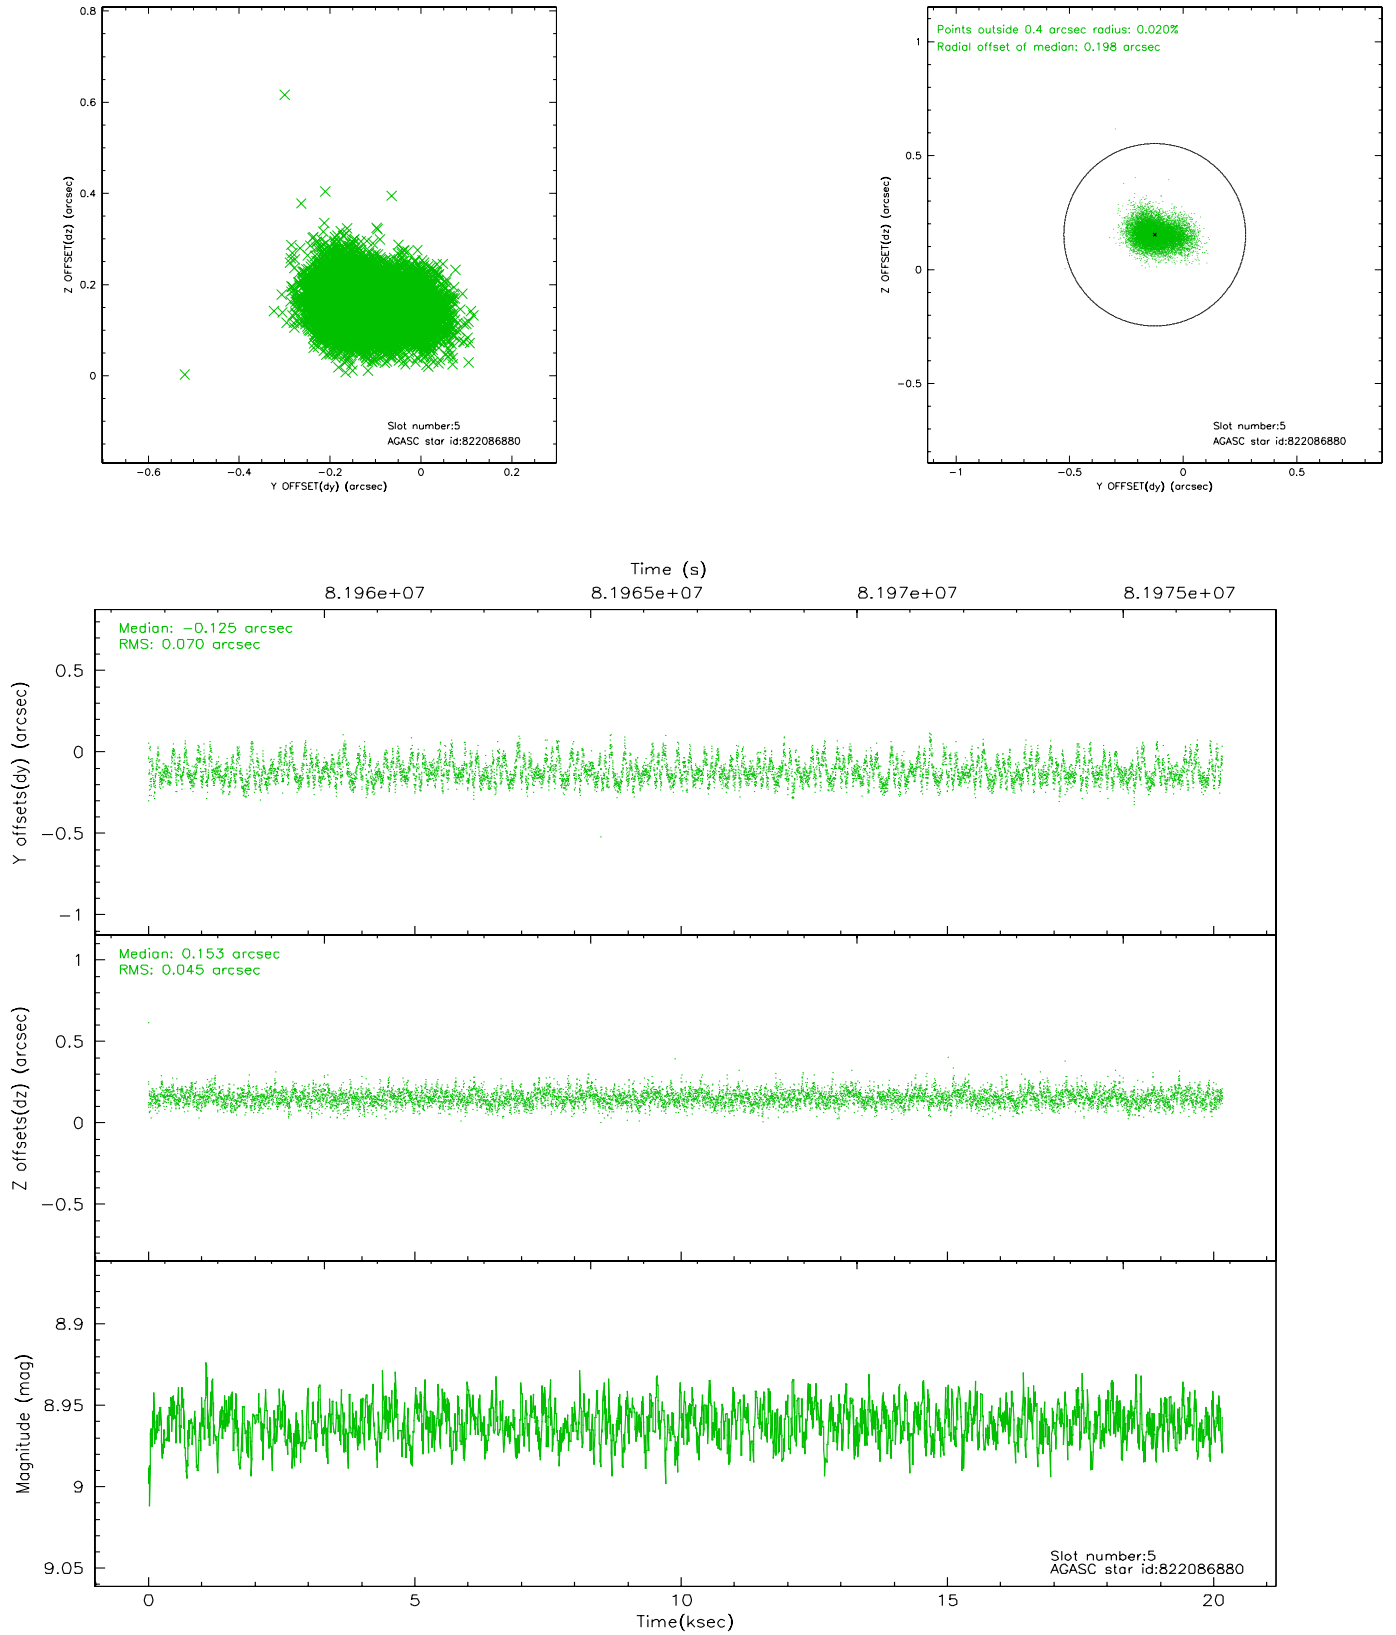 0.8
0.6
0.4
0.2
0
Z OFFSET(dz) (arcsec)
Slot number:5
AGASC star id:822086880
−0.6
−0.4
−0.2
0
0.2
Y OFFSET(dy) (arcsec)
Points outside 0.4 arcsec radius: 0.020%
Radial offset of median: 0.198 arcsec
1
0.5
0
−0.5
Z OFFSET(dz) (arcsec)
Slot number:5
AGASC star id:822086880
−1
−0.5
0
0.5
Y OFFSET(dy) (arcsec)
Time (s)
8.196e+07
8.1965e+07
8.197e+07
8.1975e+07
Median: −0.125 arcsec
RMS: 0.070 arcsec
0.5
0
−0.5
−1
Y offsets(dy) (arcsec)
Median: 0.153 arcsec
RMS: 0.045 arcsec
1
0.5
0
−0.5
Z offsets(dz) (arcsec)
8.9
8.95
9
9.05
Magnitude (mag)
Slot number:5
AGASC star id:822086880
0
5
10
15
20
Time(ksec)